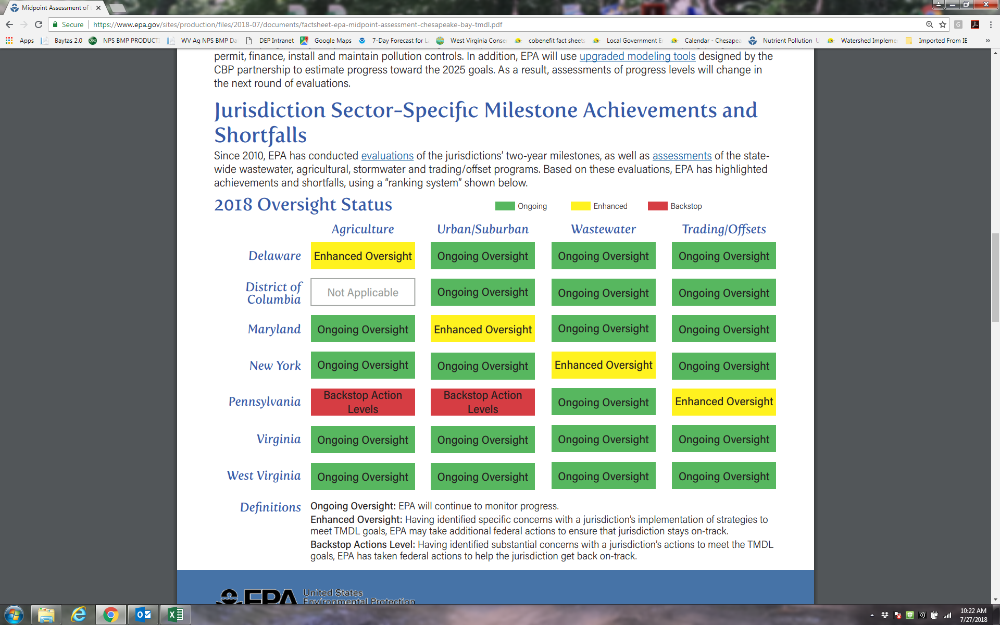 Midpoint Assessment of
Secure https://www.epa.gov/sites/production/files/2018-07/documents/factsheet-epa-midpoint-assessment-chesapeake-bay-tmdl.pdf
Apps Baytas 2.0 NPS BMP PRODUCTI WV Ag NPS BMP Da DEP Intranet Google Maps 7-Day Forecast for L West Virginia Conse cobenefit fact sheets Local Government E Calendar - Chesapea Nutrient Pollution U Watershed Impleme Imported From IE »
permit, finance, install and maintain pollution controls. In addition, EPA will use upgraded modeling tools designed by the
CBP partnership to estimate progress toward the 2025 goals. As a result, assessments of progress levels will change in
the next round of evaluations.
Jurisdiction Sector-Specific Milestone Achievements and
Shortfalls
Since 2010, EPA has conducted evaluations of the jurisdictions' two-year milestones, as well as assessments of the state-
wide wastewater, agricultural, stormwater and trading/offset programs. Based on these evaluations, EPA has highlighted
achievements and shortfalls, using a "ranking system" shown below.
2018 Oversight Status Ongoing Enhanced Backstop
Agriculture Urban/Suburban Wastewater Trading/Offsets
Delaware Enhanced Oversight Ongoing Oversight Ongoing Oversight Ongoing Oversight
District of
Columbia Not Applicable Ongoing Oversight Ongoing Oversight Ongoing Oversight
Maryland Ongoing Oversight Enhanced Oversight Ongoing Oversight Ongoing Oversight
New York Ongoing Oversight Ongoing Oversight Enhanced Oversight Ongoing Oversight
Pennsylvania Backstop Action Levels Backstop Action Levels Ongoing Oversight Enhanced Oversight
Virginia Ongoing Oversight Ongoing Oversight Ongoing Oversight Ongoing Oversight
West Virginia Ongoing Oversight Ongoing Oversight Ongoing Oversight Ongoing Oversight
Definitions Ongoing Oversight: EPA will continue to monitor progress.
Enhanced Oversight: Having identified specific concerns with a jurisdiction's implementation of strategies to
meet TMDL goals, EPA may take additional federal actions to ensure that jurisdiction stays on-track.
Backstop Actions Level: Having identified substantial concerns with a jurisdiction's actions to meet the TMDL
goals, EPA has taken federal actions to help the jurisdiction get back on-track.
EPA United States
Environmental Protection
10:22 AM
7/27/2018